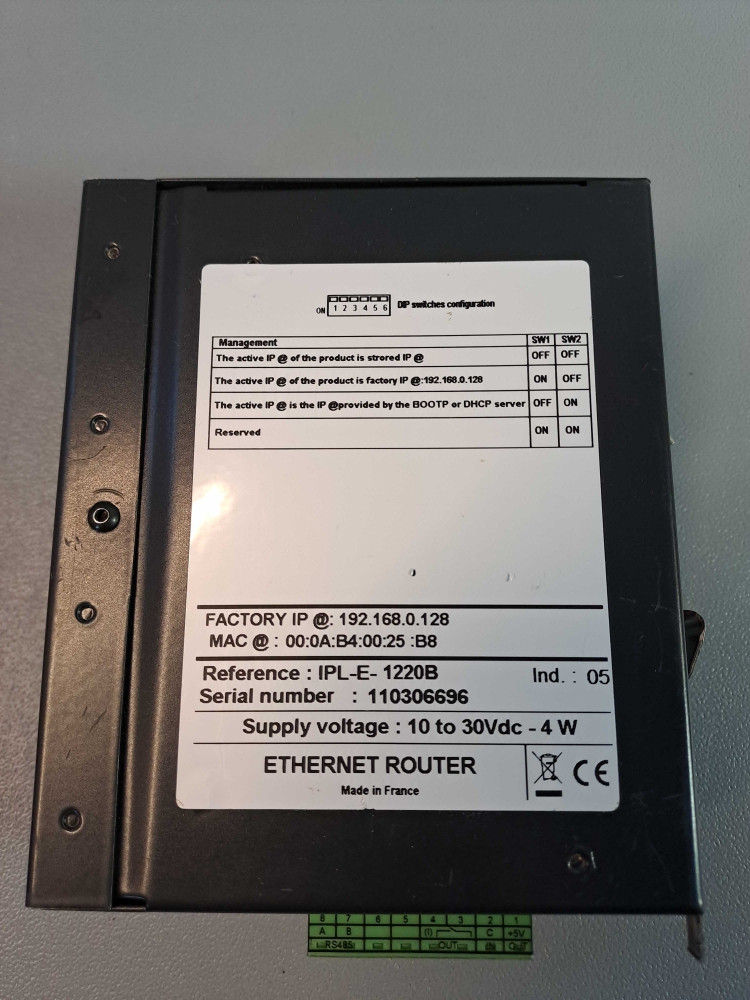 ON 1 2 3 4 5 6 DIP switches configuration
Management SW1 SW2
The active IP @ of the product is strored IP @ OFF OFF
The active IP @ of the product is factory IP @:192.168.0.128 ON OFF
The active IP @ is the IP @provided by the BOOTP or DHCP server OFF ON
Reserved ON ON
FACTORY IP @: 192.168.0.128
MAC @ : 00:0A:B4:00:25 :B8
Reference : IPL-E- 1220B Ind. : 05
Serial number : 110306696
Supply voltage : 10 to 30Vdc - 4 W
ETHERNET ROUTER
CE
Made in France
8 7 6 5 4 3 2 1
A B (I) C +5V
RS485 OUT IN OUT